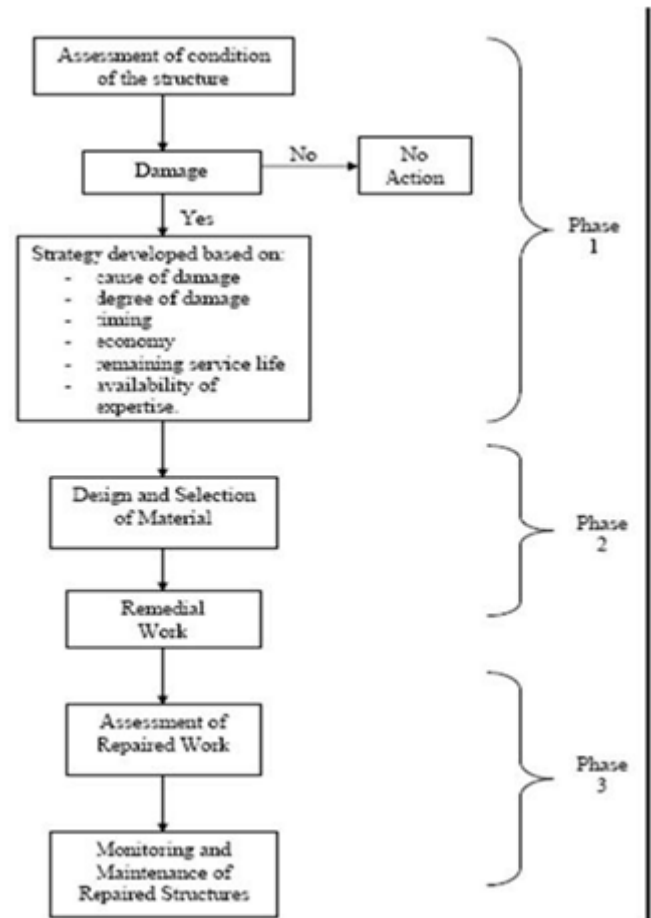 Assessment of condition
of the structure
Damage
No
No
Action
Yes
Strategy developed based on:
- cause of damage
- degree of damage
- timing
- economy
- remaining service life
- availability of
expertise.
Phase
1
Design and Selection
of Material
Remedial
Work
Phase
2
Assessment of
Repaired Work
Monitoring and
Maintenance of
Repaired Structures
Phase
3